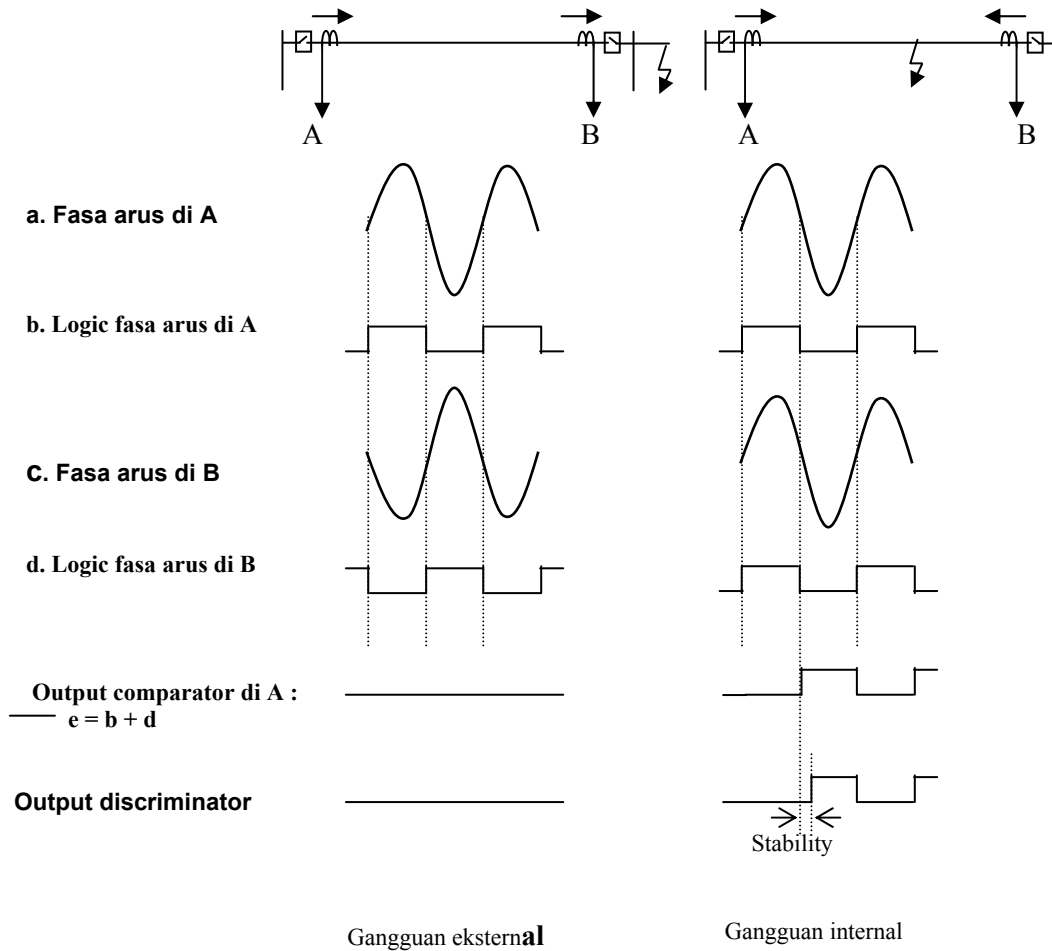 A
B
A
B
a. Fasa arus di A
b. Logic fasa arus di A
c. Fasa arus di B
d. Logic fasa arus di B
Output comparator di A :
e = b + d
Output discriminator
Stability
Gangguan eksternal
Gangguan internal